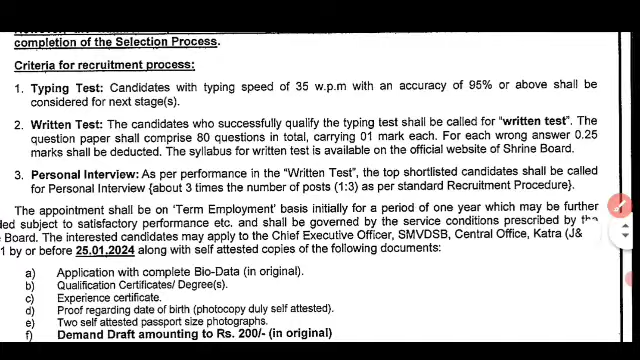 completion of the Selection Process.
Criteria for recruitment process:
1. Typing Test: Candidates with typing speed of 35 w.p.m with an accuracy of 95% or above shall be
considered for next stage(s).
2. Written Test: The candidates who successfully qualify the typing test shall be called for "written test". The
question paper shall comprise 80 questions in total, carrying 01 mark each. For each wrong answer 0.25
marks shall be deducted. The syllabus for written test is available on the official website of Shrine Board.
3. Personal Interview: As per performance in the "Written Test", the top shortlisted candidates shall be called
for Personal Interview {about 3 times the number of posts (1:3) as per standard Recruitment Procedure}.
The appointment shall be on 'Term Employment' basis initially for a period of one year which may be further
ded subject to satisfactory performance etc. and shall be governed by the service conditions prescribed by the
Board. The interested candidates may apply to the Chief Executive Officer, SMVDSB, Central Office, Katra (J&
1 by or before 25.01.2024 along with self attested copies of the following documents:
a) Application with complete Bio-Data (in original).
b) Qualification Certificates/ Degree(s).
c) Experience certificate.
d) Proof regarding date of birth (photocopy duly self attested).
e) Two self attested passport size photographs.
f) Demand Draft amounting to Rs. 200/- (in original)